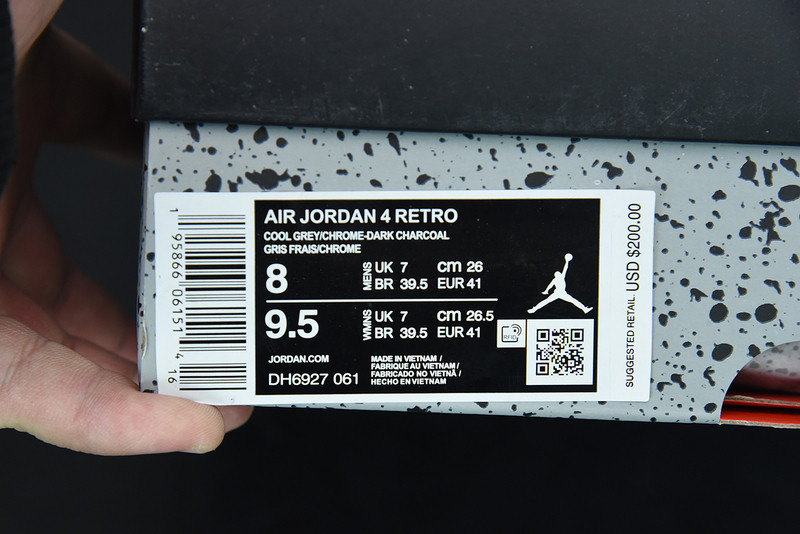 AIR JORDAN 4 RETRO
COOL GREY/CHROME-DARK CHARCOAL
GRIS FRAIS/CHROME
8 MENS UK 7 cm 26
BR 39.5 EUR 41
9.5 WMNS UK 7 cm 26.5
BR 39.5 EUR 41
JORDAN.COM
DH6927 061
MADE IN VIETNAM /
FABRIQUE AU VIETNAM /
FABRICADO NO VIETNÃ /
HECHO EN VIETNAM
RFID
SUGGESTED RETAIL: USD $200.00
1 95866 06151 4 16